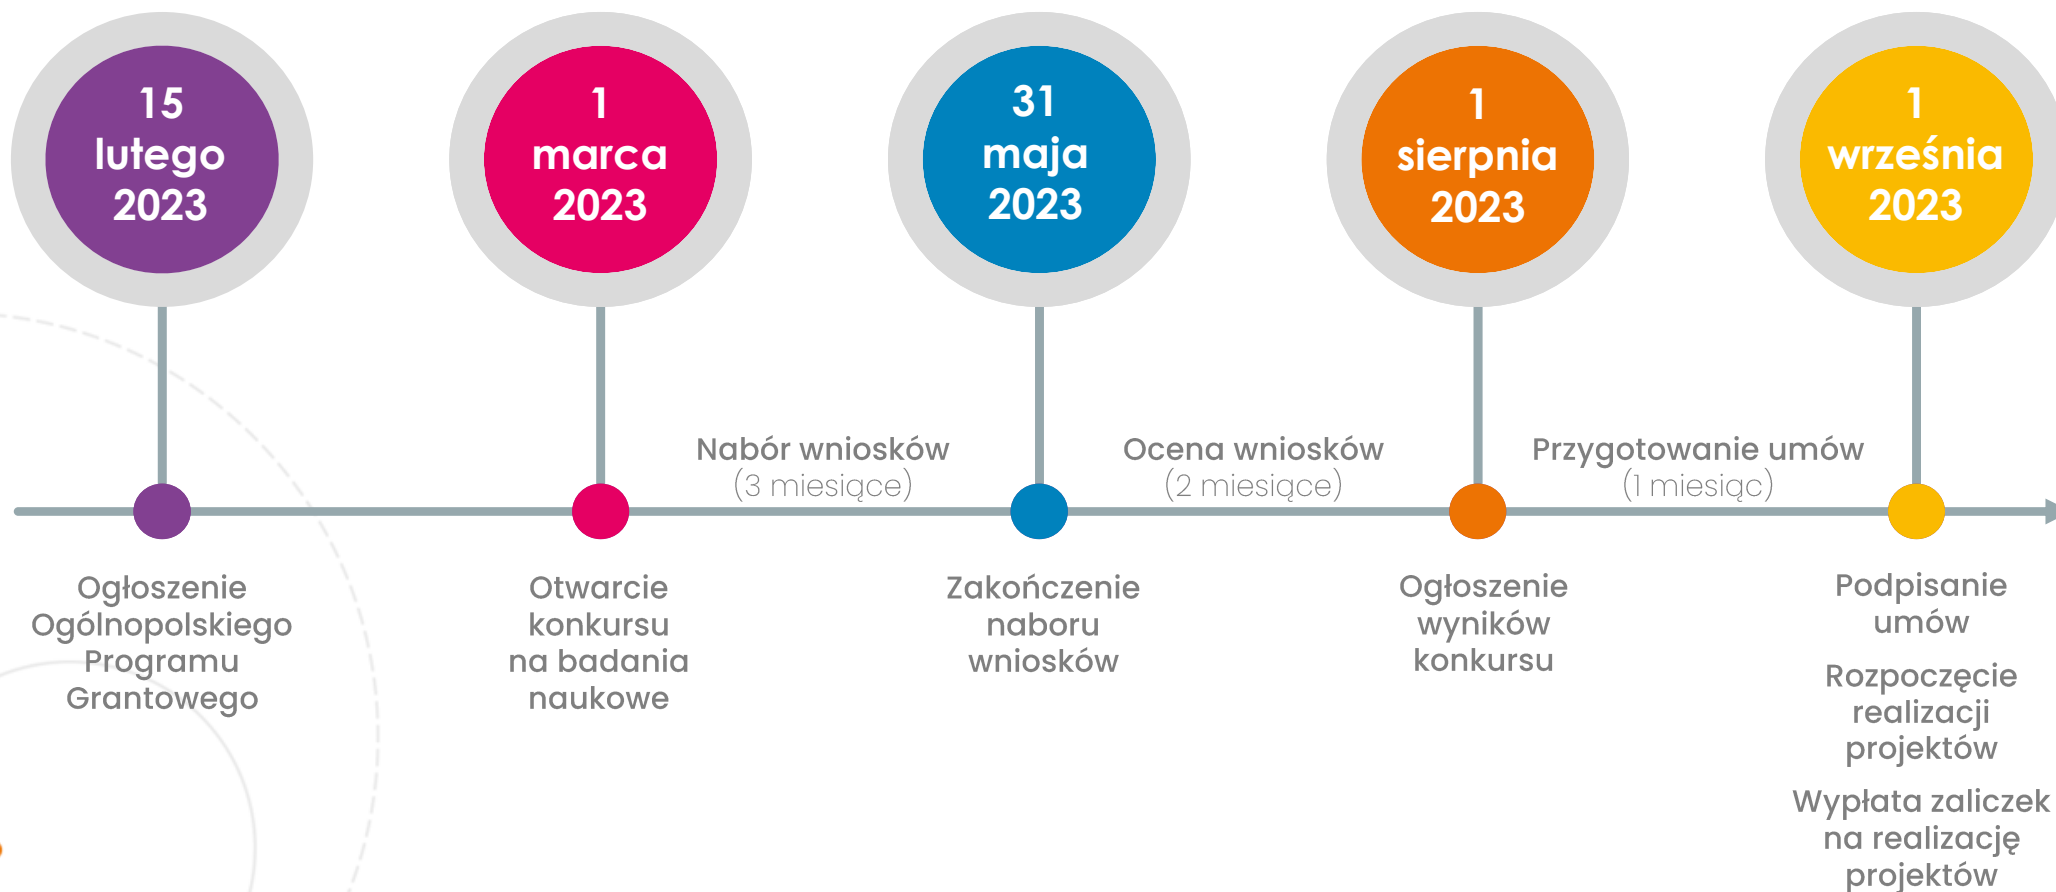 15
lutego
2023
1
marca
2023
31
maja
2023
1
sierpnia
2023
1
września
2023
Nabór wniosków
(3 miesiące)
Ocena wniosków
(2 miesiące)
Przygotowanie umów
(1 miesiąc)
Ogłoszenie
Ogólnopolskiego
Programu
Grantowego
Otwarcie
konkursu
na badania
naukowe
Zakończenie
naboru
wniosków
Ogłoszenie
wyników
konkursu
Podpisanie
umów
Rozpoczęcie
realizacji
projektów
Wypłata zaliczek
na realizację
projektów